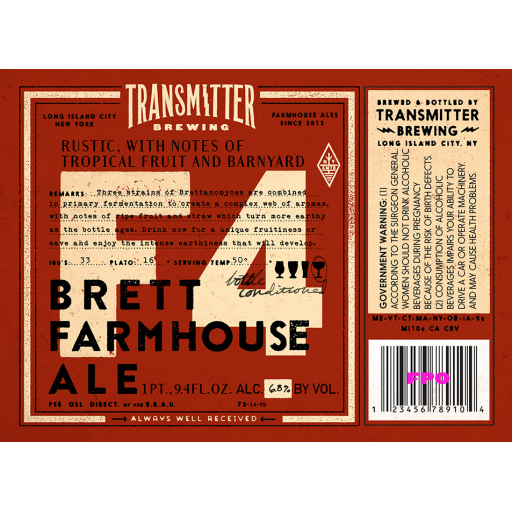 LONG ISLAND CITY
NEW YORK
TRANSMITTER
BREWING
FARMHOUSE ALES
SINCE 2013
RUSTIC, WITH NOTES OF
TROPICAL FRUIT AND BARNYARD
F4
REMARKS: Three strains of Brettanomyces are combined
in primary fermentation to create a complex web of aromas,
with notes of ripe fruit and straw which turn more earthy
as the bottle ages. Drink now for a unique fruitiness or
save and enjoy the intense earthiness that will develop.
IBU'S: 33 PLATO: 16° SERVING TEMP. 50°
bottle
conditioned
BRETT
FARMHOUSE
ALE
1 PT., 9.4 FL. OZ. ALC. 6.8% BY VOL.
PSE QSL DIRECT. or via S.R.A.U.
ALWAYS WELL RECEIVED
BREWED & BOTTLED BY
TRANSMITTER
BREWING
LONG ISLAND CITY, NY
GOVERNMENT WARNING: (1)
ACCORDING TO THE SURGEON GENERAL,
WOMEN SHOULD NOT DRINK ALCOHOLIC
BEVERAGES DURING PREGNANCY
BECAUSE OF THE RISK OF BIRTH DEFECTS
(2) CONSUMPTION OF ALCOHOLIC
BEVERAGES IMPAIRS YOUR ABILITY TO
DRIVE A CAR OR OPERATE MACHINERY,
AND MAY CAUSE HEALTH PROBLEMS.
ME-VT-CT-MA-NY-OR-IA-5¢
MI10¢ CA CRV
FPO
1 23456 78910 4